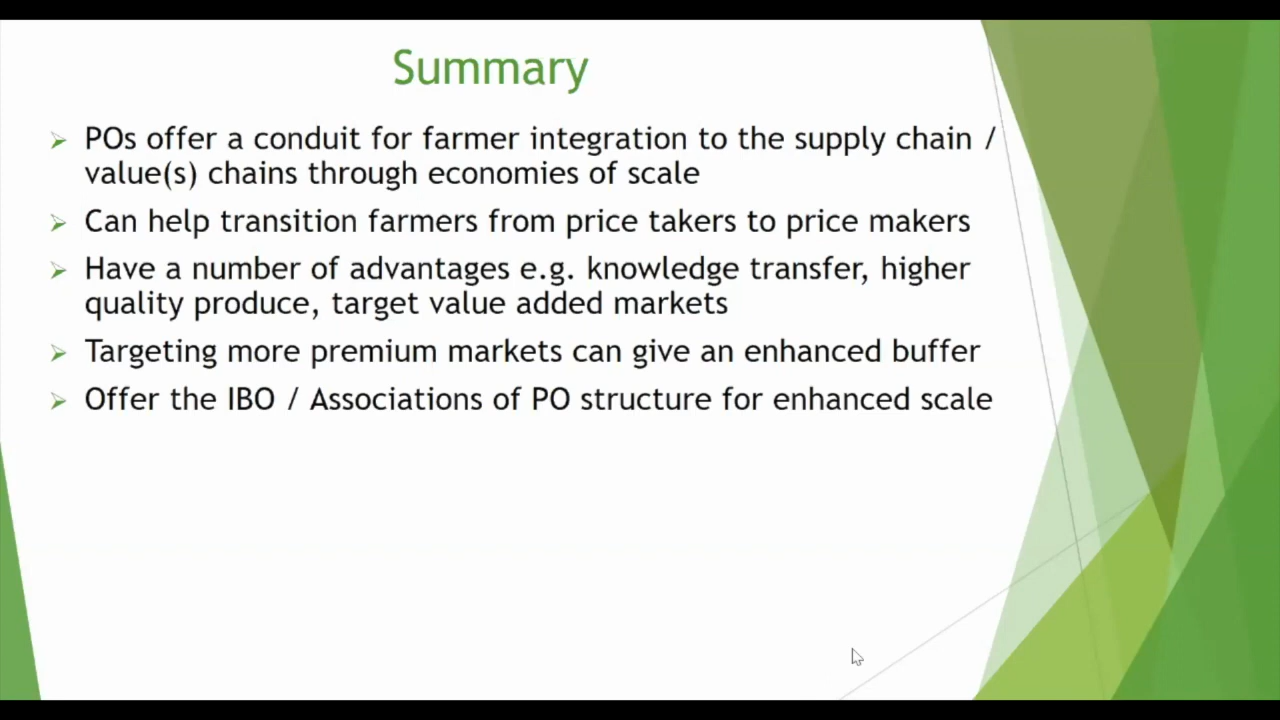 Summary
POs offer a conduit for farmer integration to the supply chain /
value(s) chains through economies of scale
Can help transition farmers from price takers to price makers
Have a number of advantages e.g. knowledge transfer, higher
quality produce, target value added markets
Targeting more premium markets can give an enhanced buffer
Offer the IBO / Associations of PO structure for enhanced scale